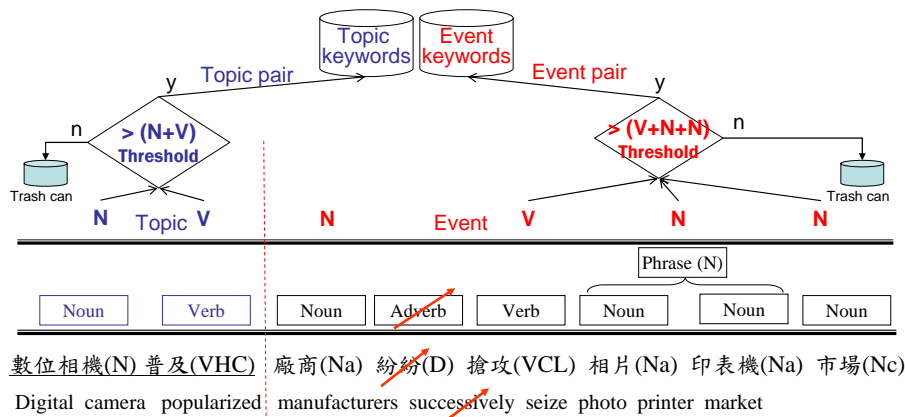 Topic keywords
Event keywords
Topic pair
Event pair
y
y
n
> (N+V)
Threshold
> (V+N+N)
Threshold
n
Trash can
Trash can
N Topic V N Event V N N
Phrase (N)
Noun Verb Noun Adverb Verb Noun Noun Noun
數位相機(N) 普及(VHC) 廠商(Na) 紛紛(D) 搶攻(VCL) 相片(Na) 印表機(Na) 市場(Nc)
Digital camera popularized manufacturers successively seize photo printer market